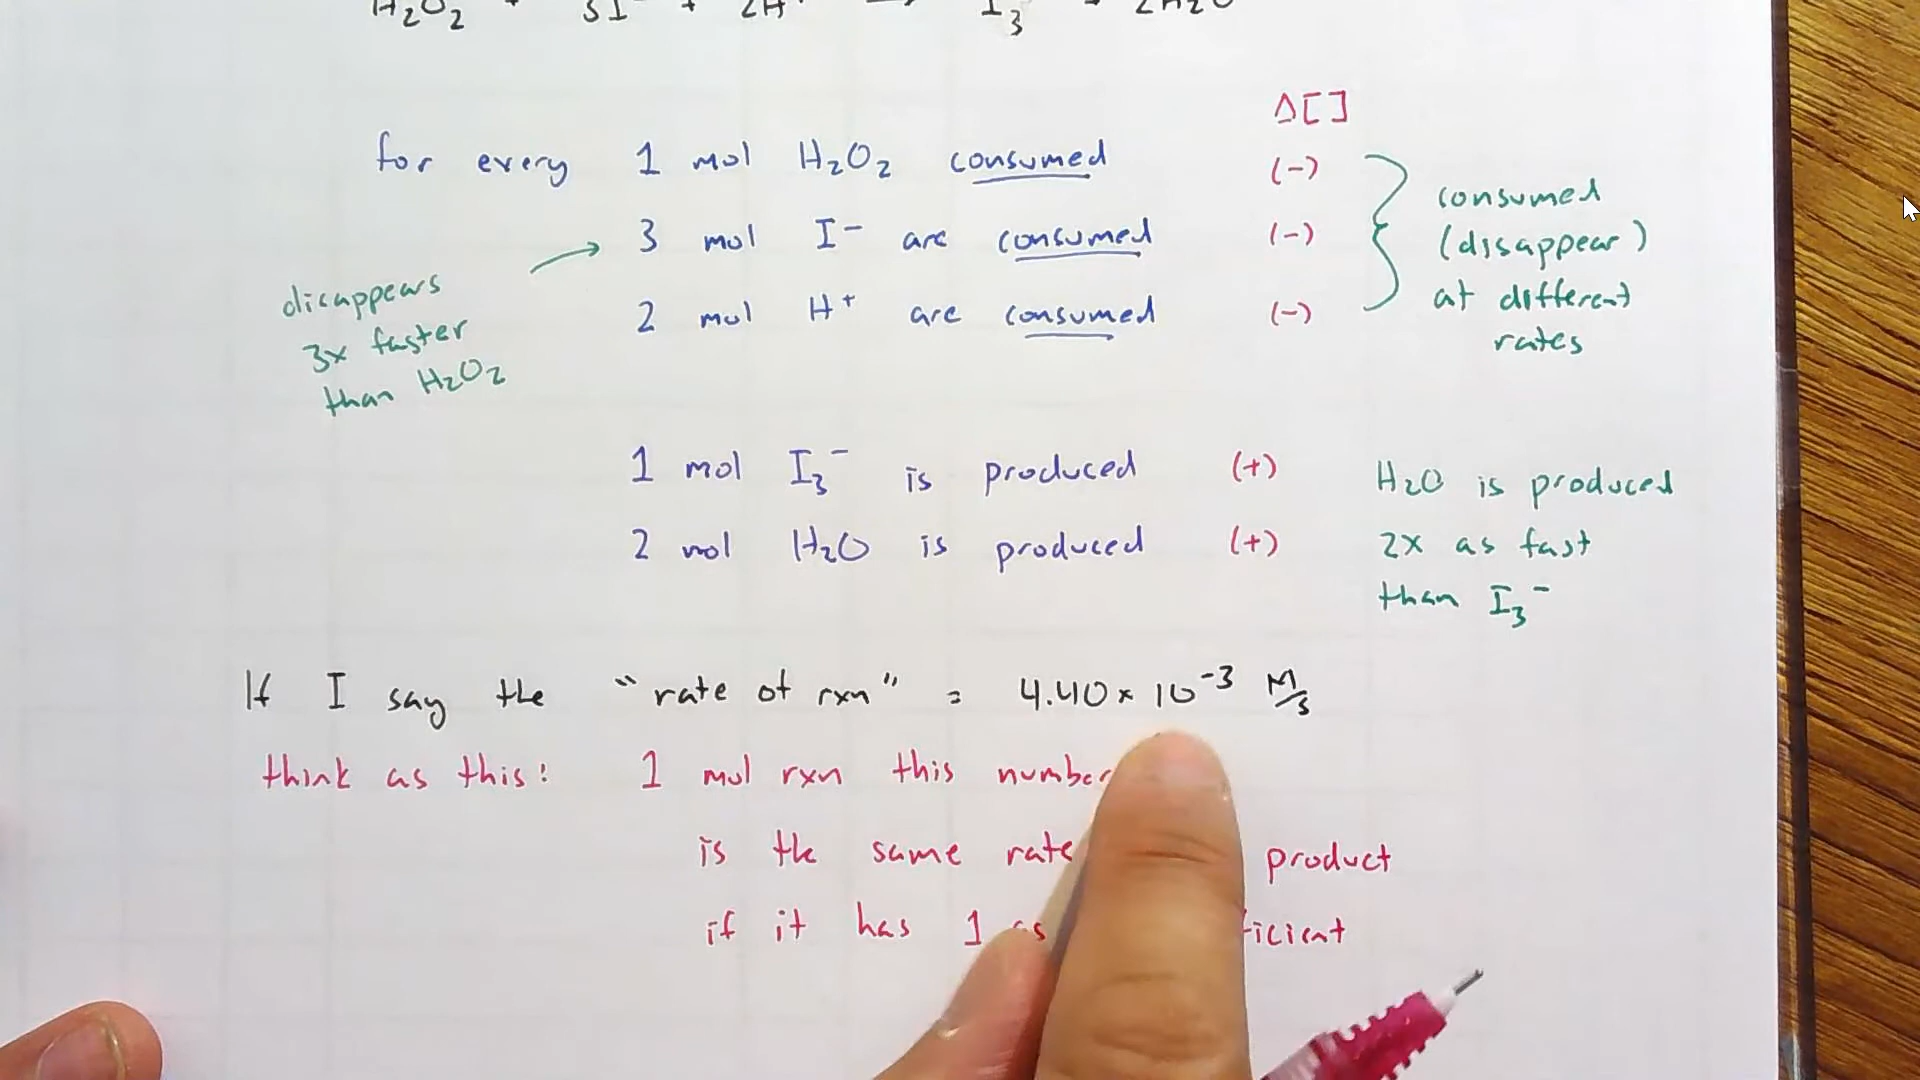 H₂O₂ + 3I⁻ + 2H⁺ → I₃⁻ + 2H₂O
Δ[]
for every 1 mol H₂O₂ consumed (-)
3 mol I⁻ are consumed (-)
2 mol H⁺ are consumed (-)
consumed
(disappear)
at different
rates
dicappears
3x faster
than H₂O₂
1 mol I₃⁻ is produced (+)
2 mol H₂O is produced (+)
H₂O is produced
2x as fast
than I₃⁻
If I say the "rate of rxn" = 4.40 × 10⁻³ M/s
think as this: 1 mol rxn this number
is the same rate product
if it has 1 as